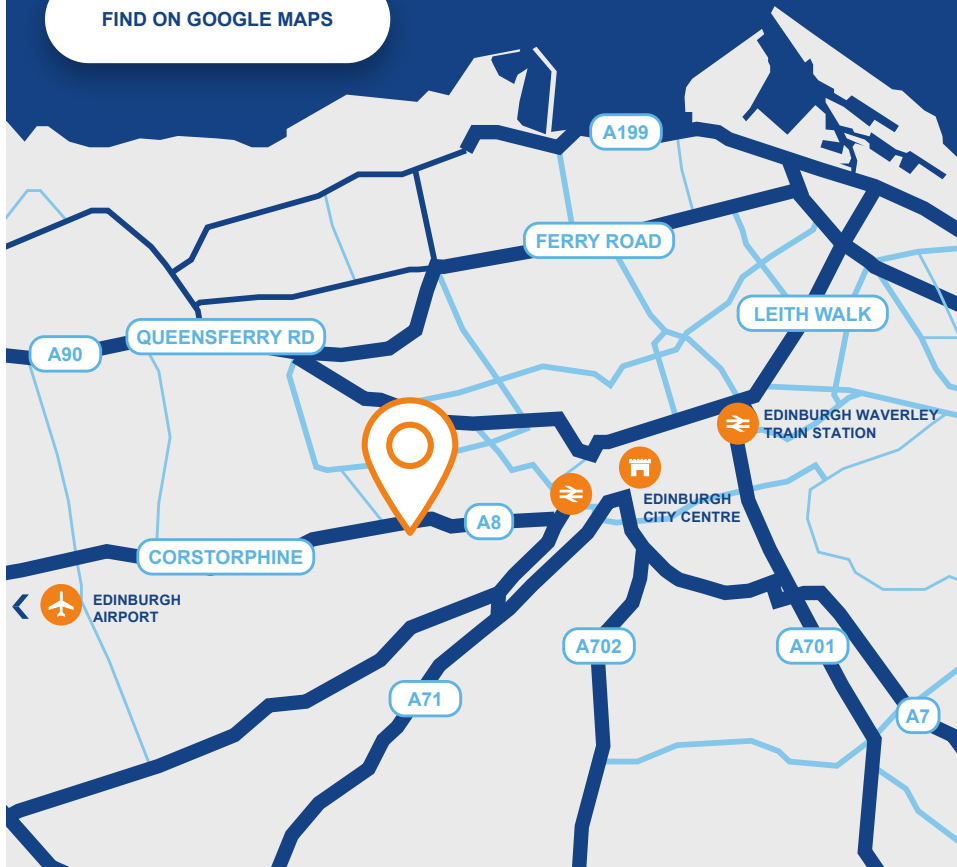 FIND ON GOOGLE MAPS
A199
FERRY ROAD
LEITH WALK
QUEENSFERRY RD
A90
EDINBURGH WAVERLEY
TRAIN STATION
EDINBURGH
CITY CENTRE
A8
CORSTORPHINE
EDINBURGH
AIRPORT
A702
A701
A71
A7